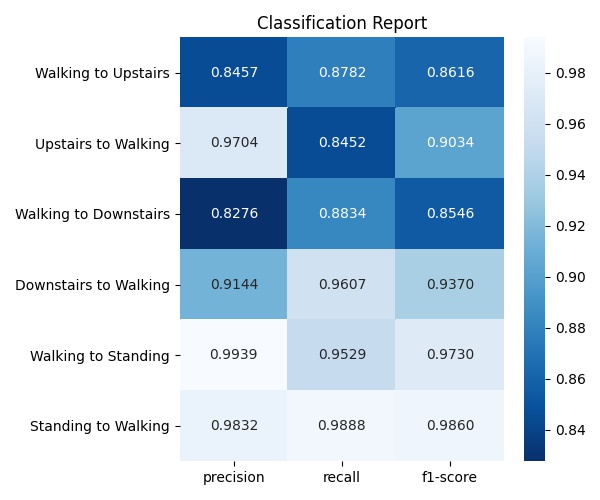 Classification Report
Walking to Upstairs 0.8457 0.8782 0.8616 0.98
Upstairs to Walking 0.9704 0.8452 0.9034 0.96
0.94
Walking to Downstairs 0.8276 0.8834 0.8546 0.92
0.90
Downstairs to Walking 0.9144 0.9607 0.9370
0.88
Walking to Standing 0.9939 0.9529 0.9730
0.86
Standing to Walking 0.9832 0.9888 0.9860 0.84
precision recall f1-score